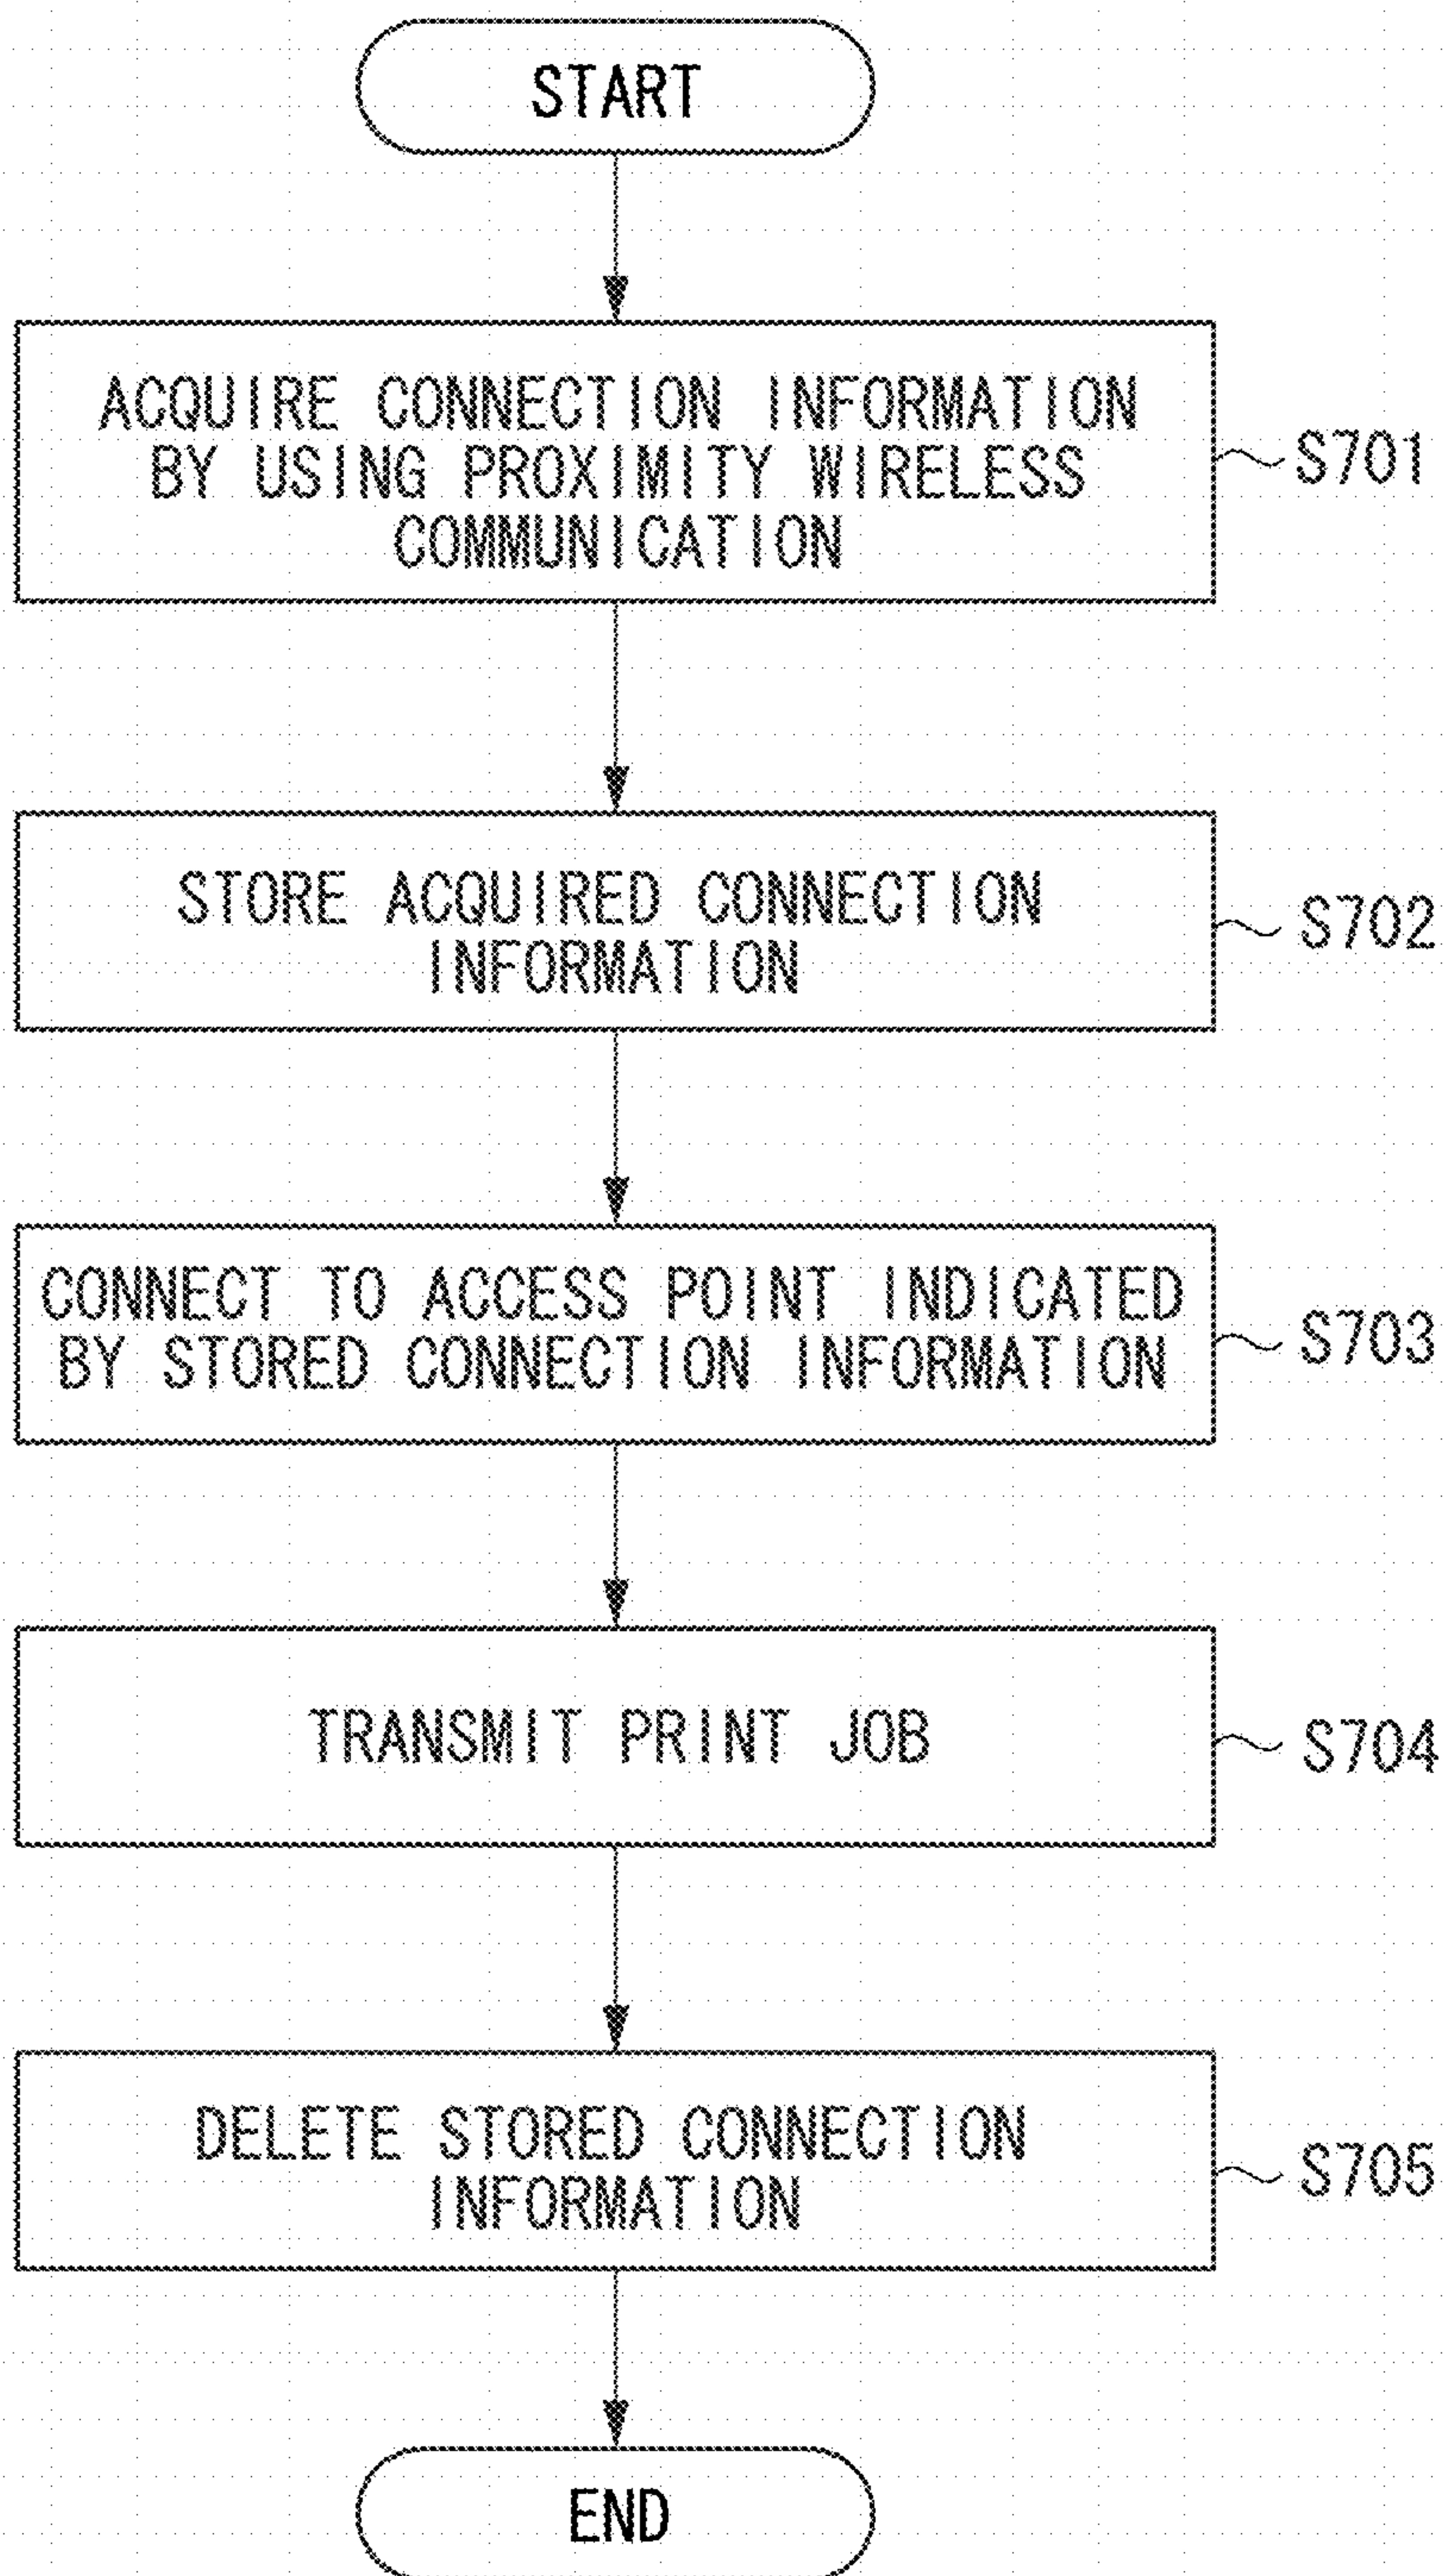 START
ACQUIRE CONNECTION INFORMATION
BY USING PROXIMITY WIRELESS
COMMUNICATION
S701
STORE ACQUIRED CONNECTION
INFORMATION
S702
CONNECT TO ACCESS POINT INDICATED
BY STORED CONNECTION INFORMATION
S703
TRANSMIT PRINT JOB
S704
DELETE STORED CONNECTION
INFORMATION
S705
END